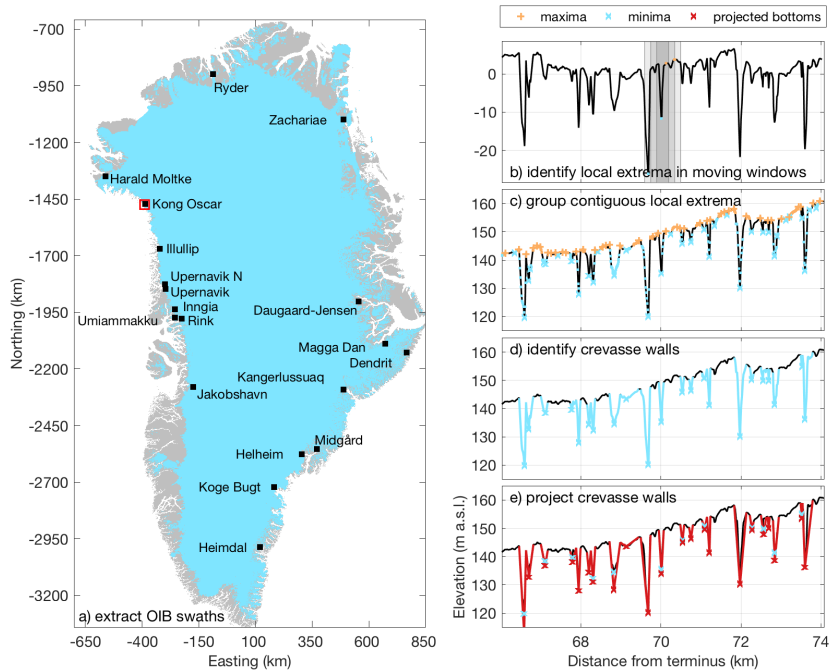 maxima minima projected bottoms
-700
-950
-1200
-1450
-1700
-1950
-2200
-2450
-2700
-2950
-3200
Northing (km)
Ryder
Zachariae
Harald Moltke
Kong Oscar
Illullip
Upernavik N
Upernavik
Inngia
Umiammakku
Rink
Daugaard-Jensen
Magga Dan
Dendrit
Kangerlussuaq
Jakobshavn
Midgård
Helheim
Koge Bugt
Heimdal
a) extract OIB swaths
-650 -400 -150 100 350 600 850
Easting (km)
0
-10
-20
b) identify local extrema in moving windows
c) group contiguous local extrema
160
150
140
130
120
d) identify crevasse walls
160
150
140
130
120
e) project crevasse walls
160
150
140
130
120
Elevation (m a.s.l.)
68 70 72 74
Distance from terminus (km)